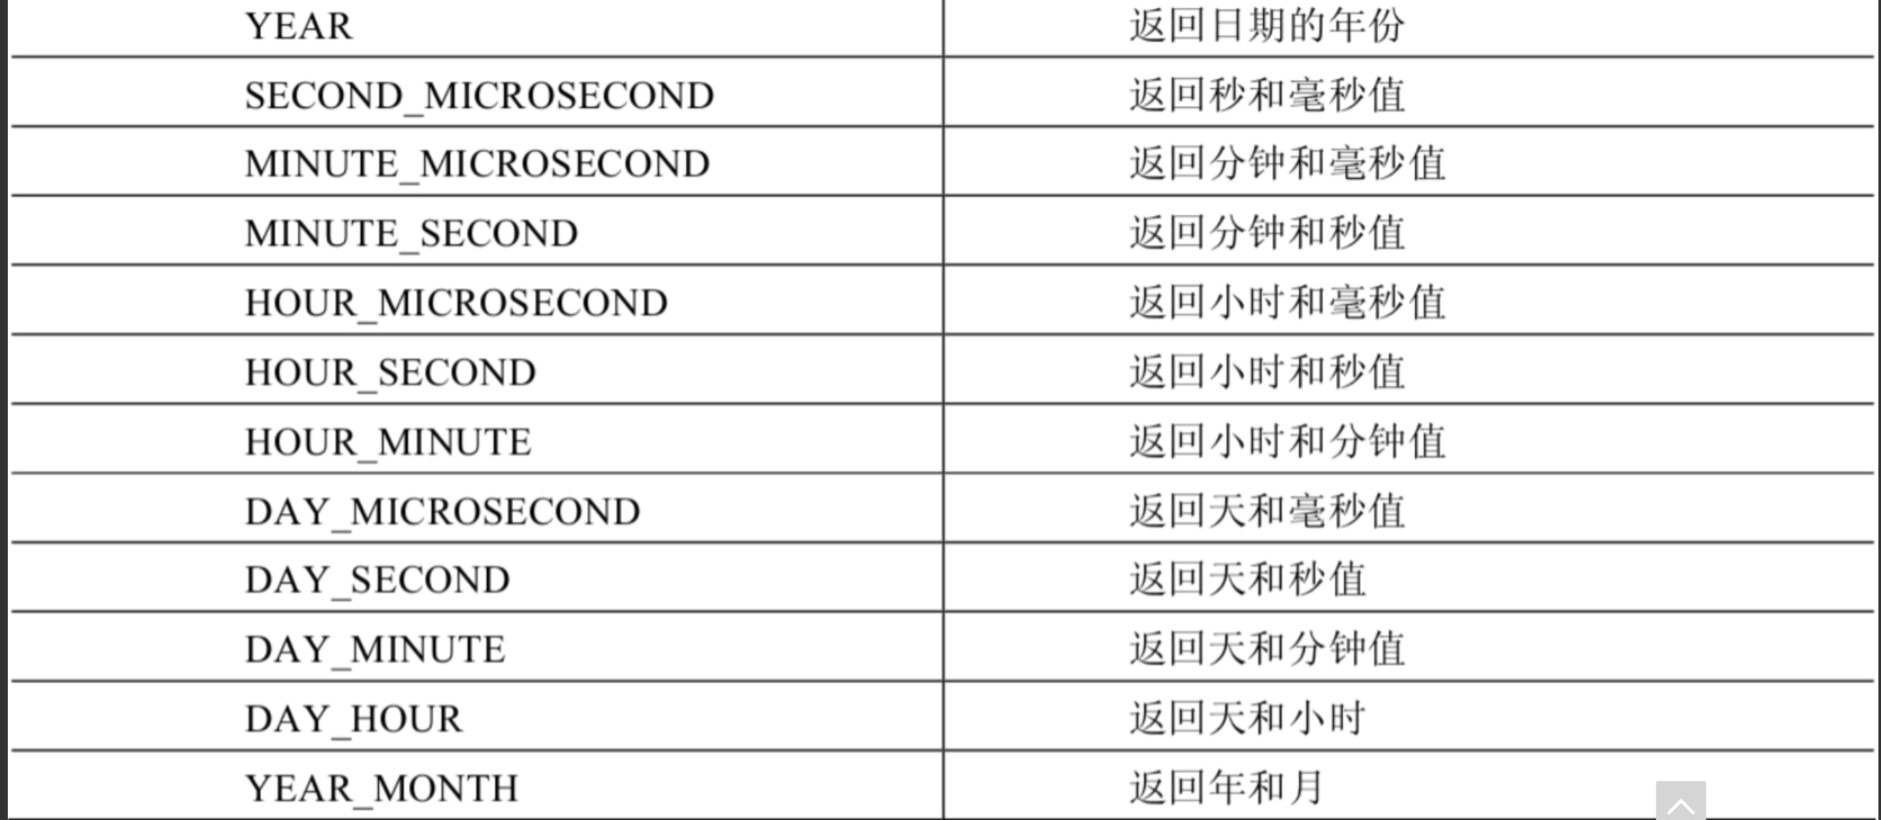 YEAR 返回日期的年份
SECOND_MICROSECOND 返回秒和毫秒值
MINUTE_MICROSECOND 返回分钟和毫秒值
MINUTE_SECOND 返回分钟和秒值
HOUR_MICROSECOND 返回小时和毫秒值
HOUR_SECOND 返回小时和秒值
HOUR_MINUTE 返回小时和分钟值
DAY_MICROSECOND 返回天和毫秒值
DAY_SECOND 返回天和秒值
DAY_MINUTE 返回天和分钟值
DAY_HOUR 返回天和小时
YEAR_MONTH 返回年和月